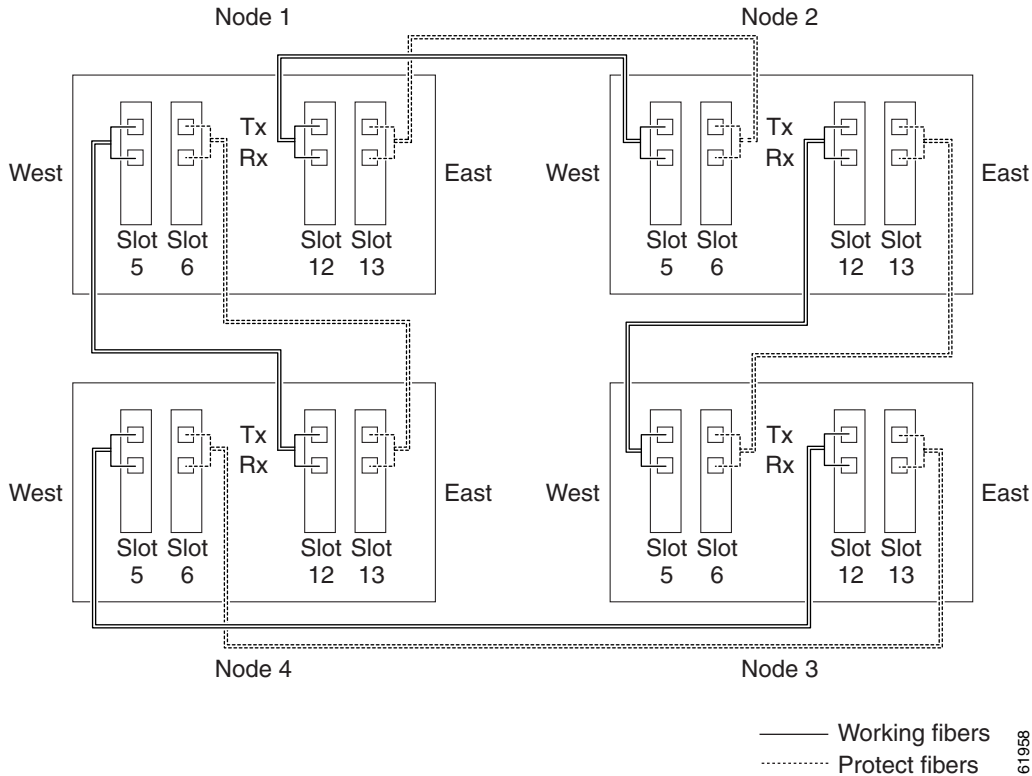 Node 1
Node 2
Tx
Rx
West
East
Slot Slot
5 6
Slot Slot
12 13
Tx
Rx
West
East
Slot Slot
5 6
Slot Slot
12 13
Tx
Rx
West
East
Slot Slot
5 6
Slot Slot
12 13
Tx
Rx
West
East
Slot Slot
5 6
Slot Slot
12 13
Node 4
Node 3
Working fibers
Protect fibers
61958